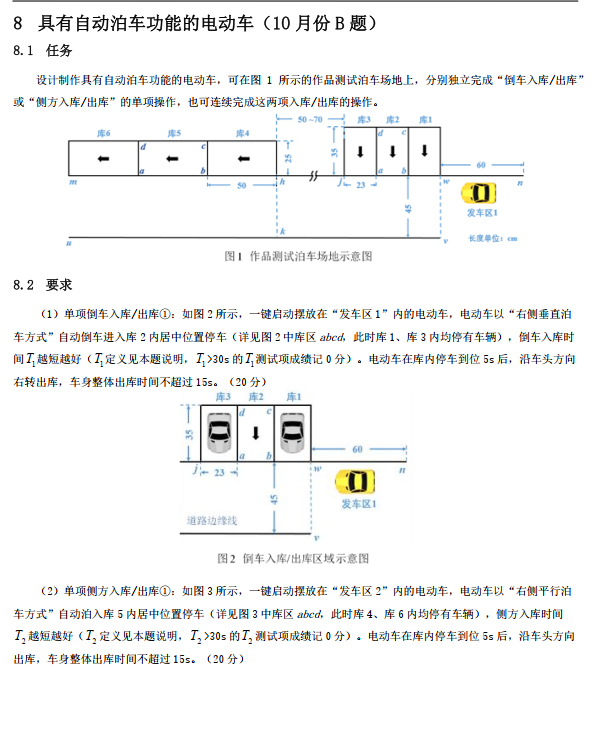 8 具有自动泊车功能的电动车（10 月份 B 题）
8.1 任务
设计制作具有自动泊车功能的电动车，可在图 1 所示的作品测试泊车场地上，分别独立完成“倒车入库/出库”
或“侧方入库/出库”的单项操作，也可连续完成这两项入库/出库的操作。
50~70
库6 库5 库4 库3 库2 库1
d c 25 35 d c
a b a b 60
m 50 h j 23 w n
45 发车区1
k
u v 长度单位：cm
图1 作品测试泊车场地示意图
8.2 要求
（1）单项倒车入库/出库①：如图 2 所示，一键启动摆放在“发车区 1”内的电动车，电动车以“右侧垂直泊
车方式”自动倒车进入库 2 内居中位置停车（详见图 2 中库区 abcd，此时库 1、库 3 内均停有车辆），倒车入库时
间 T1 越短越好（T1 定义见本题说明，T1 >30s 的 T1 测试项成绩记 0 分）。电动车在库内停车到位 5s 后，沿车头方向
右转出库，车身整体出库时间不超过 15s。（20 分）
库3 库2 库1
35 d c
a b 60
j 23 w n
45 发车区1
道路边缘线
v
图2 倒车入库/出库区域示意图
（2）单项侧方入库/出库①：如图 3 所示，一键启动摆放在“发车区 2”内的电动车，电动车以“右侧平行泊
车方式”自动泊入库 5 内居中位置停车（详见图 3 中库区 abcd，此时库 4、库 6 内均停有车辆），侧方入库时间
T2 越短越好（T2 定义见本题说明，T2 >30s 的 T2 测试项成绩记 0 分）。电动车在库内停车到位 5s 后，沿车头方向
出库，车身整体出库时间不超过 15s。（20 分）